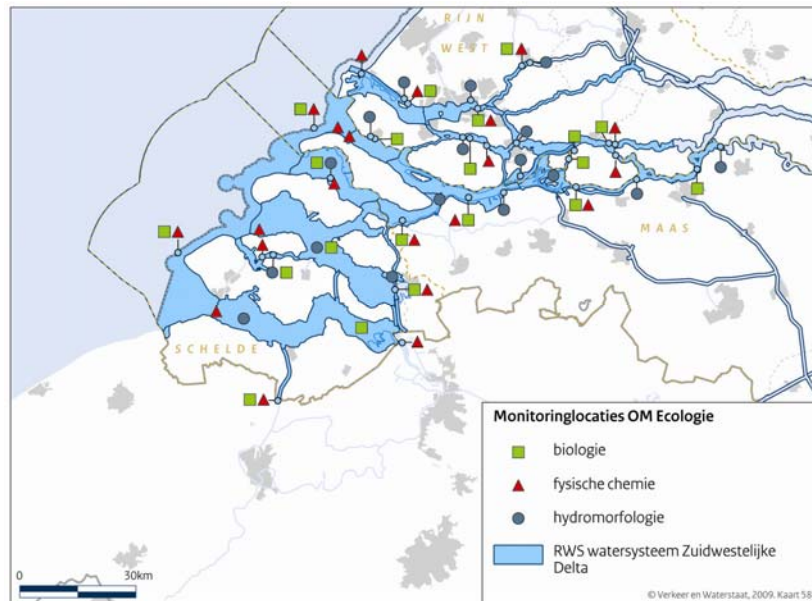 RIJN
WEST
MAAS
SCHELDE
Monitoringlocaties OM Ecologie
biologie
fysische chemie
hydromorfologie
RWS watersysteem Zuidwestelijke
Delta
0 30km
© Verkeer en Waterstaat, 2009. Kaart 58